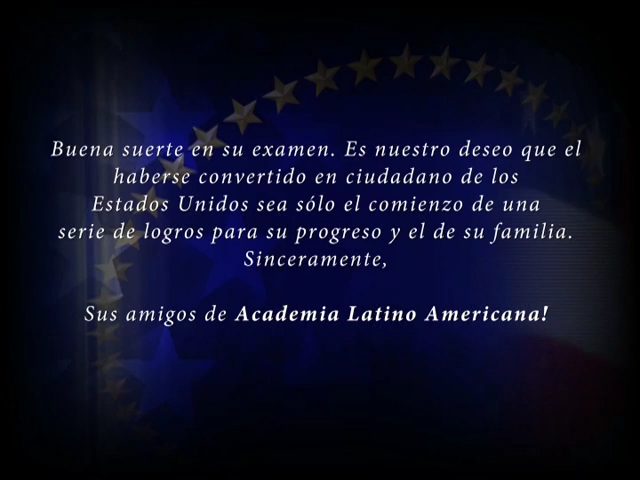 Buena suerte en su examen. Es nuestro deseo que el
haberse convertido en ciudadano de los
Estados Unidos sea sólo el comienzo de una
serie de logros para su progreso y el de su familia.
Sinceramente,
Sus amigos de Academia Latino Americana!